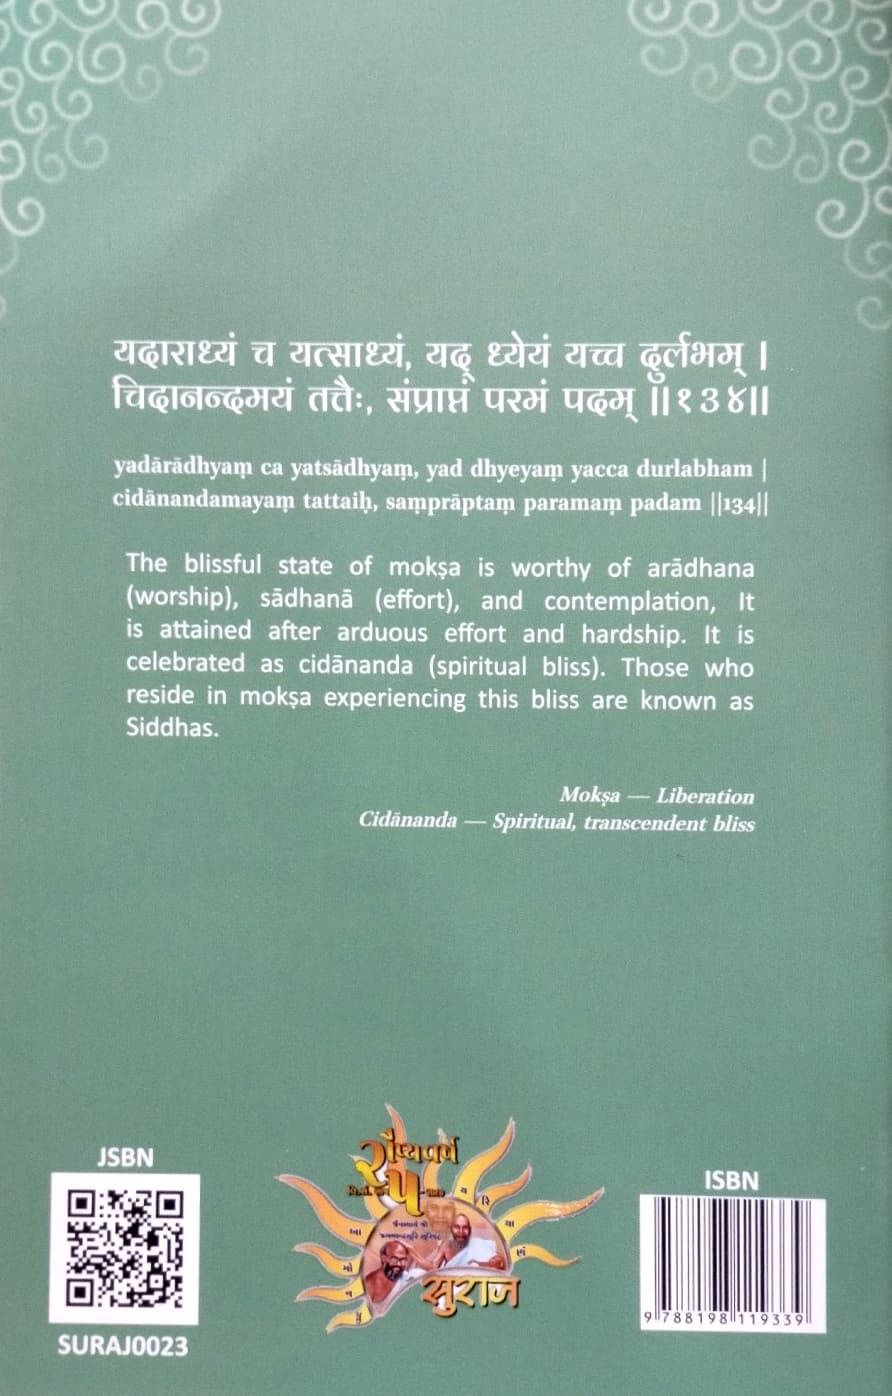 यदाराध्यं च यत्साध्यं, यद् ध्येयं यच्च दुर्लभम् ।
चिदानन्दमयं तत्तैः, संप्राप्तं परमं पदम् ॥१३४॥
yadārādhyaṃ ca yatsādhyaṃ, yad dhyeyaṃ yacca durlabham |
cidānandamayaṃ tattaiḥ, saṃprāptaṃ paramaṃ padam ||134||
The blissful state of mokṣa is worthy of arādhana
(worship), sādhanā (effort), and contemplation, It
is attained after arduous effort and hardship. It is
celebrated as cidānanda (spiritual bliss). Those who
reside in mokṣa experiencing this bliss are known as
Siddhas.
Mokṣa — Liberation
Cidānanda — Spiritual, transcendent bliss
JSBN
SURAJ0023
રૌપ્યવર્ષ
૨૫
સુરાજ
ISBN
9 788198 119339